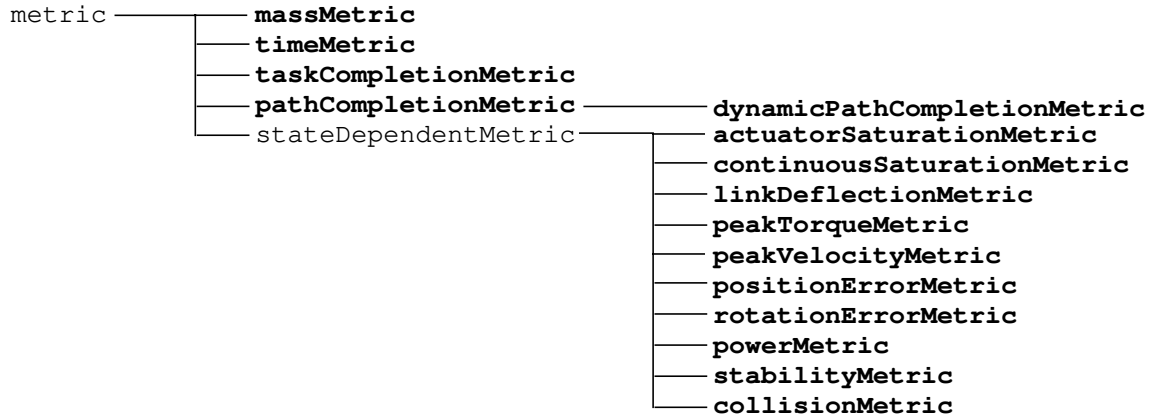 metric massMetric
timeMetric
taskCompletionMetric
pathCompletionMetric dynamicPathCompletionMetric
stateDependentMetric actuatorSaturationMetric
continuousSaturationMetric
linkDeflectionMetric
peakTorqueMetric
peakVelocityMetric
positionErrorMetric
rotationErrorMetric
powerMetric
stabilityMetric
collisionMetric